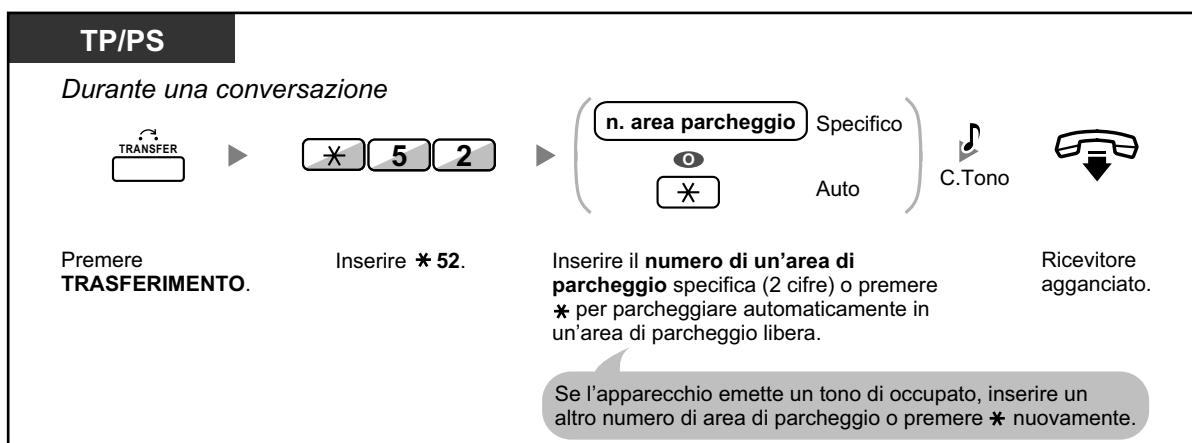 TP/PS
Durante una conversazione
TRANSFER
* 5 2
n. area parcheggio Specifico
O
* Auto
C.Tono
Premere
TRASFERIMENTO.
Inserire * 52.
Inserire il numero di un'area di
parcheggio specifica (2 cifre) o premere
* per parcheggiare automaticamente in
un'area di parcheggio libera.
Ricevitore
agganciato.
Se l'apparecchio emette un tono di occupato, inserire un
altro numero di area di parcheggio o premere * nuovamente.